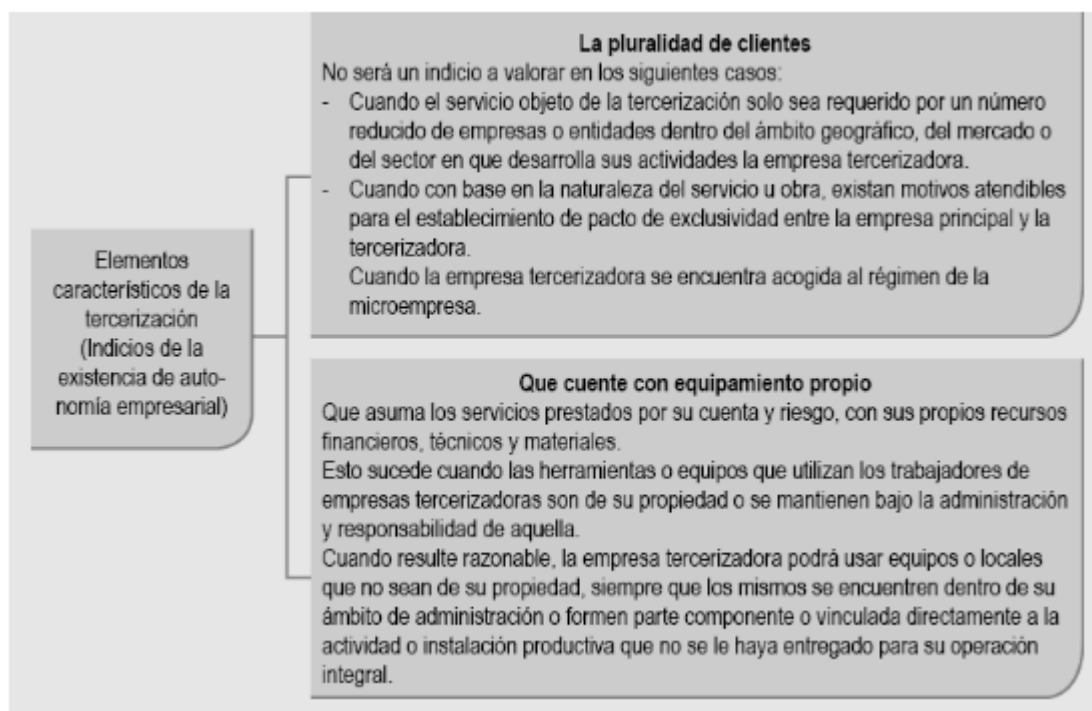 Elementos
característicos de la
tercerización
(Indicios de la
existencia de auto-
nomía empresarial)
La pluralidad de clientes
No será un indicio a valorar en los siguientes casos:
- Cuando el servicio objeto de la tercerización solo sea requerido por un número
reducido de empresas o entidades dentro del ámbito geográfico, del mercado o
del sector en que desarrolla sus actividades la empresa tercerizadora.
- Cuando con base en la naturaleza del servicio u obra, existan motivos atendibles
para el establecimiento de pacto de exclusividad entre la empresa principal y la
tercerizadora.
Cuando la empresa tercerizadora se encuentra acogida al régimen de la
microempresa.
Que cuente con equipamiento propio
Que asuma los servicios prestados por su cuenta y riesgo, con sus propios recursos
financieros, técnicos y materiales.
Esto sucede cuando las herramientas o equipos que utilizan los trabajadores de
empresas tercerizadoras son de su propiedad o se mantienen bajo la administración
y responsabilidad de aquella.
Cuando resulte razonable, la empresa tercerizadora podrá usar equipos o locales
que no sean de su propiedad, siempre que los mismos se encuentren dentro de su
ámbito de administración o formen parte componente o vinculada directamente a la
actividad o instalación productiva que no se le haya entregado para su operación
integral.